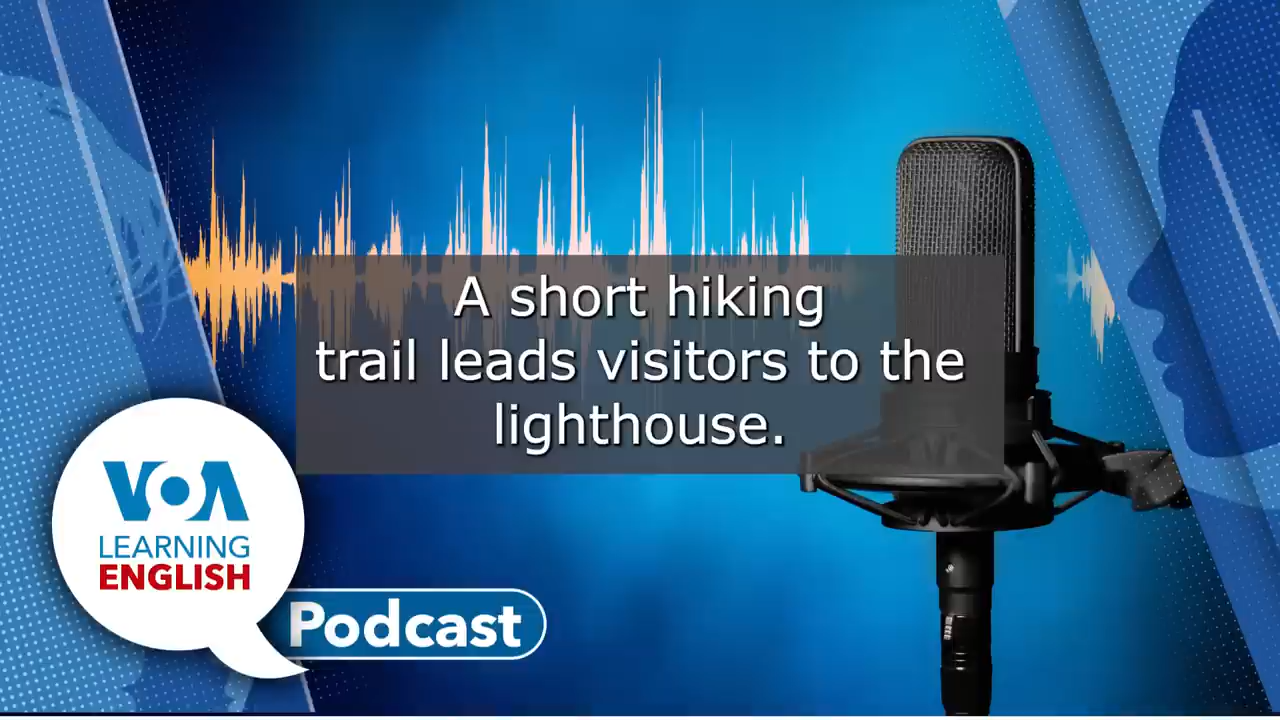 A short hiking
trail leads visitors to the
lighthouse.
VOA
LEARNING
ENGLISH
Podcast